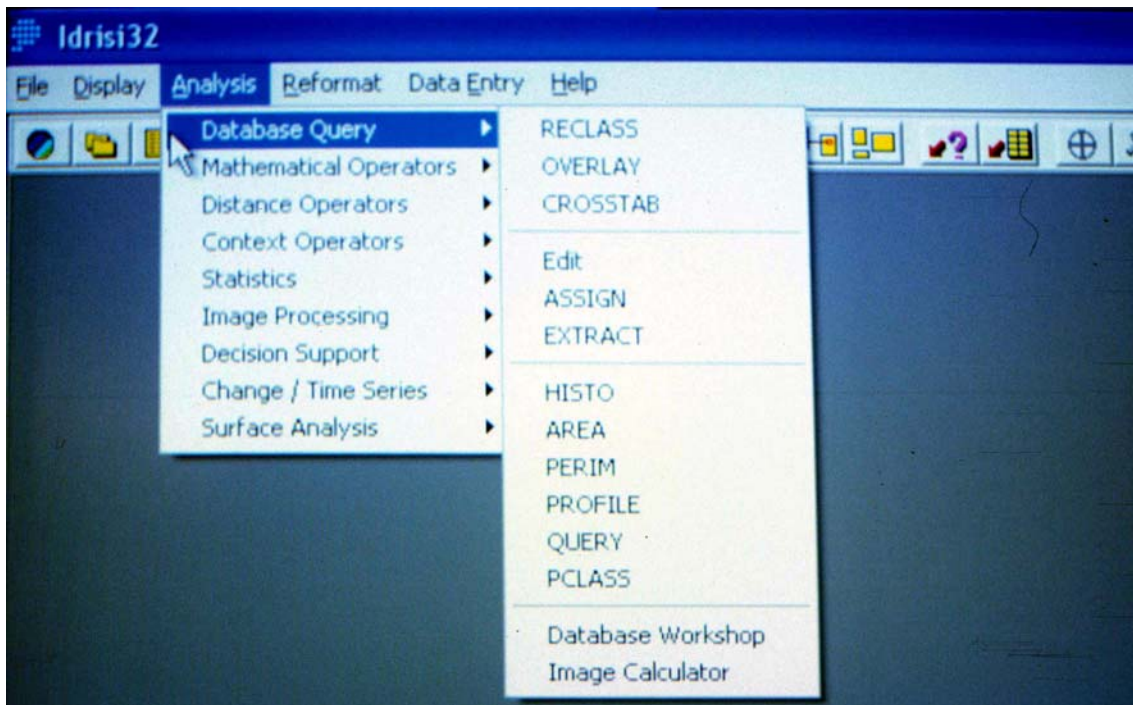 Idrisi32
File Display Analysis Reformat Data Entry Help
Database Query
Mathematical Operators
Distance Operators
Context Operators
Statistics
Image Processing
Decision Support
Change / Time Series
Surface Analysis
RECLASS
OVERLAY
CROSSTAB
Edit
ASSIGN
EXTRACT
HISTO
AREA
PERIM
PROFILE
QUERY
PCLASS
Database Workshop
Image Calculator